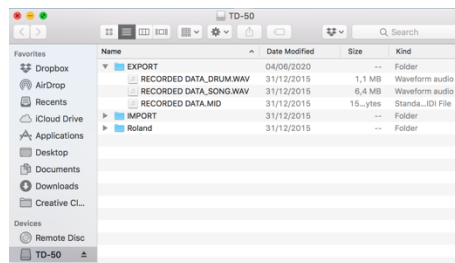 TD-50
Search
Favorites
Dropbox
AirDrop
Recents
iCloud Drive
Applications
Desktop
Documents
Downloads
Creative Cl...
Devices
Remote Disc
TD-50
Name Date Modified Size Kind
EXPORT 04/06/2020 -- Folder
RECORDED DATA_DRUM.WAV 31/12/2015 1,1 MB Waveform audio
RECORDED DATA_SONG.WAV 31/12/2015 6,4 MB Waveform audio
RECORDED DATA.MID 31/12/2015 15...ytes Standa...IDI File
IMPORT 31/12/2015 -- Folder
Roland 31/12/2015 -- Folder